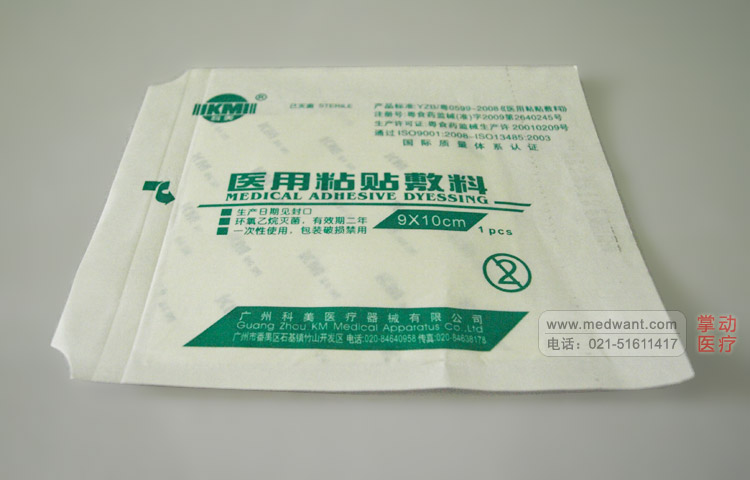 KM
®
科美
已灭菌 STERILE
产品标准:YZB/粤0599-2008《医用粘贴敷料》
注册号:粤食药监械(准)字2009第2640245号
生产许可证:粤食药监械生产许20010209号
通过ISO9001:2008-ISO13485:2003
国际质量体系认证
医用粘贴敷料
MEDICAL ADHESIVE DYESSING
生产日期见封口
环氧乙烷灭菌,有效期二年
一次性使用,包装破损禁用
9X10cm
1pcs
2
广州科美医疗器械有限公司
Guang Zhou KM Medical Apparatus Co.,Ltd
广州市番禺区石基镇竹山开发区 电话:020-84640958 传真:020-84638178
www.medwant.com
电话:021-51611417
掌动
医疗